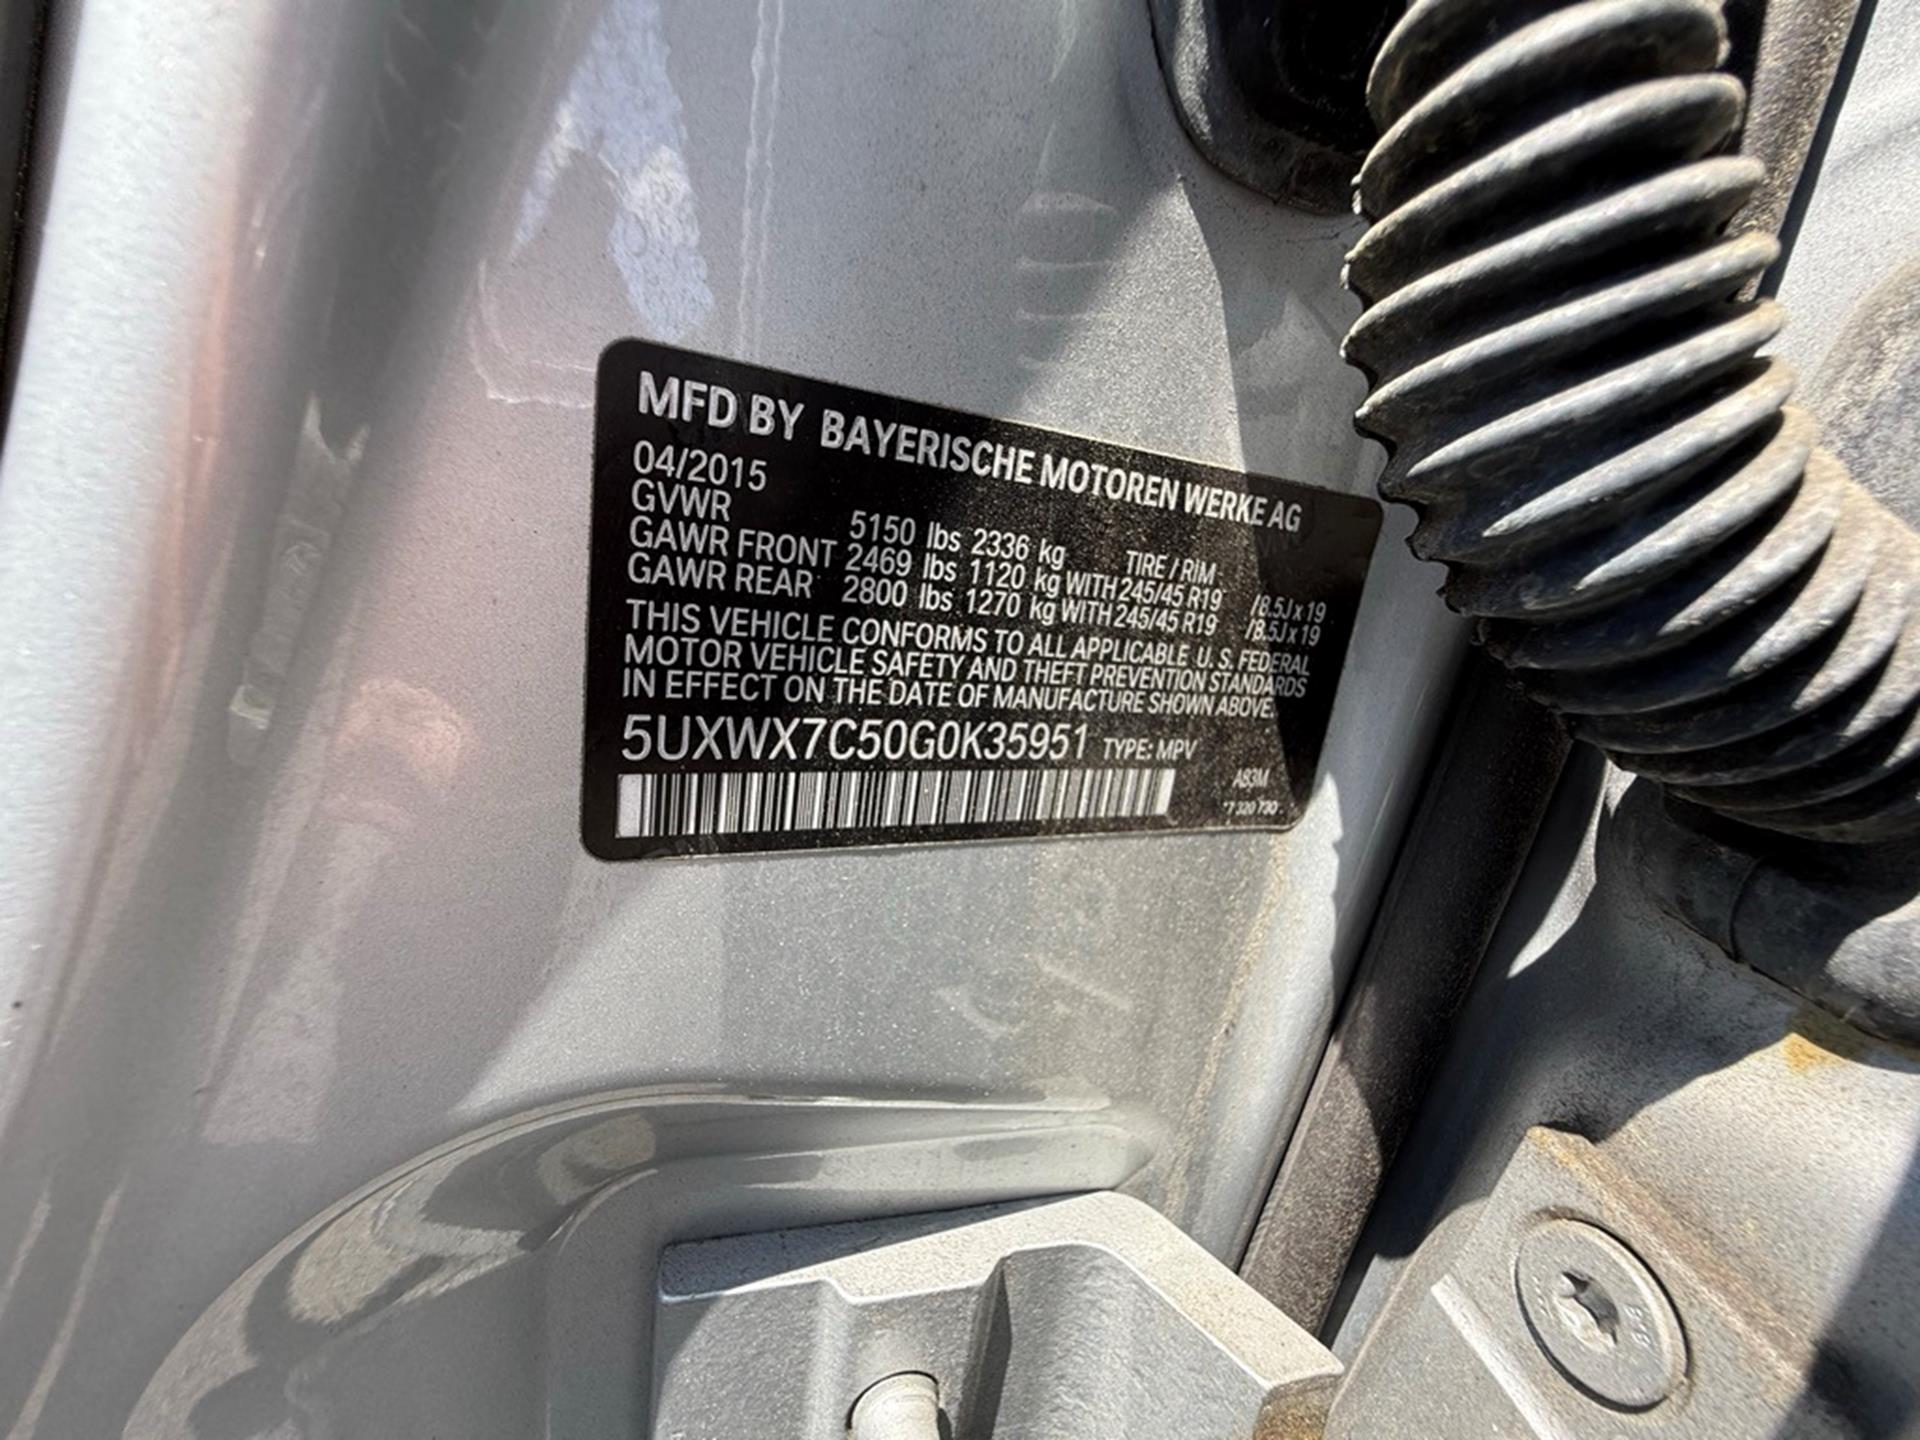 MFD BY BAYERISCHE MOTOREN WERKE AG
04/2015
GVWR 5150 lbs 2336 kg TIRE / RIM
GAWR FRONT 2469 lbs 1120 kg WITH 245/45 R19 /8.5J x 19
GAWR REAR 2800 lbs 1270 kg WITH 245/45 R19 /8.5J x 19
THIS VEHICLE CONFORMS TO ALL APPLICABLE U.S. FEDERAL
MOTOR VEHICLE SAFETY AND THEFT PREVENTION STANDARDS
IN EFFECT ON THE DATE OF MANUFACTURE SHOWN ABOVE.
5UXWX7C50G0K35951 TYPE: MPV
A83M